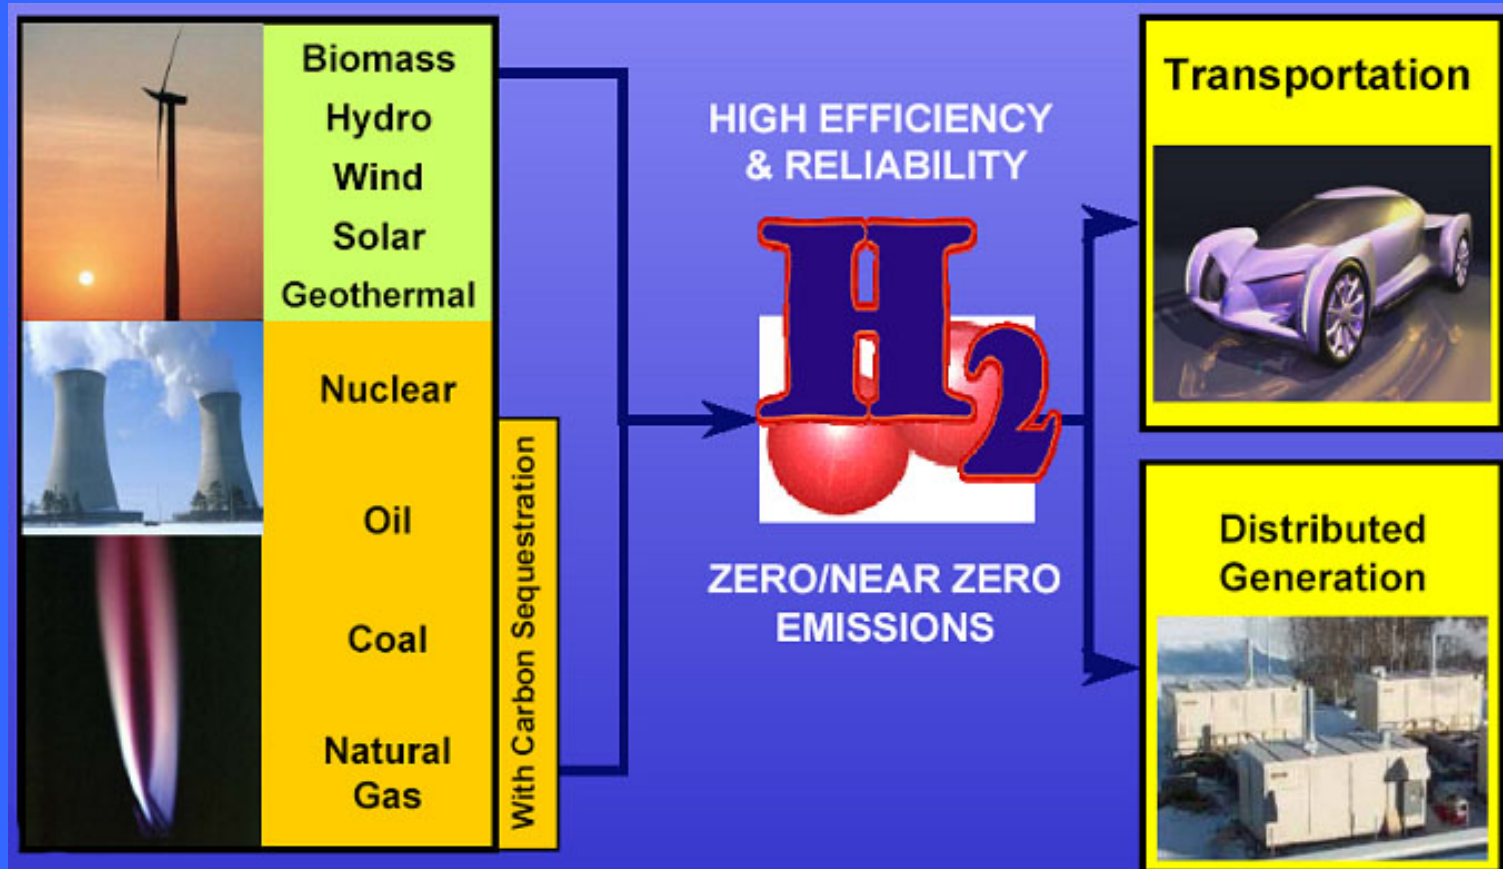 Biomass
Hydro
Wind
Solar
Geothermal
Nuclear
Oil
Coal
Natural
Gas
With Carbon Sequestration
HIGH EFFICIENCY
& RELIABILITY
H2
ZERO/NEAR ZERO
EMISSIONS
Transportation
Distributed
Generation